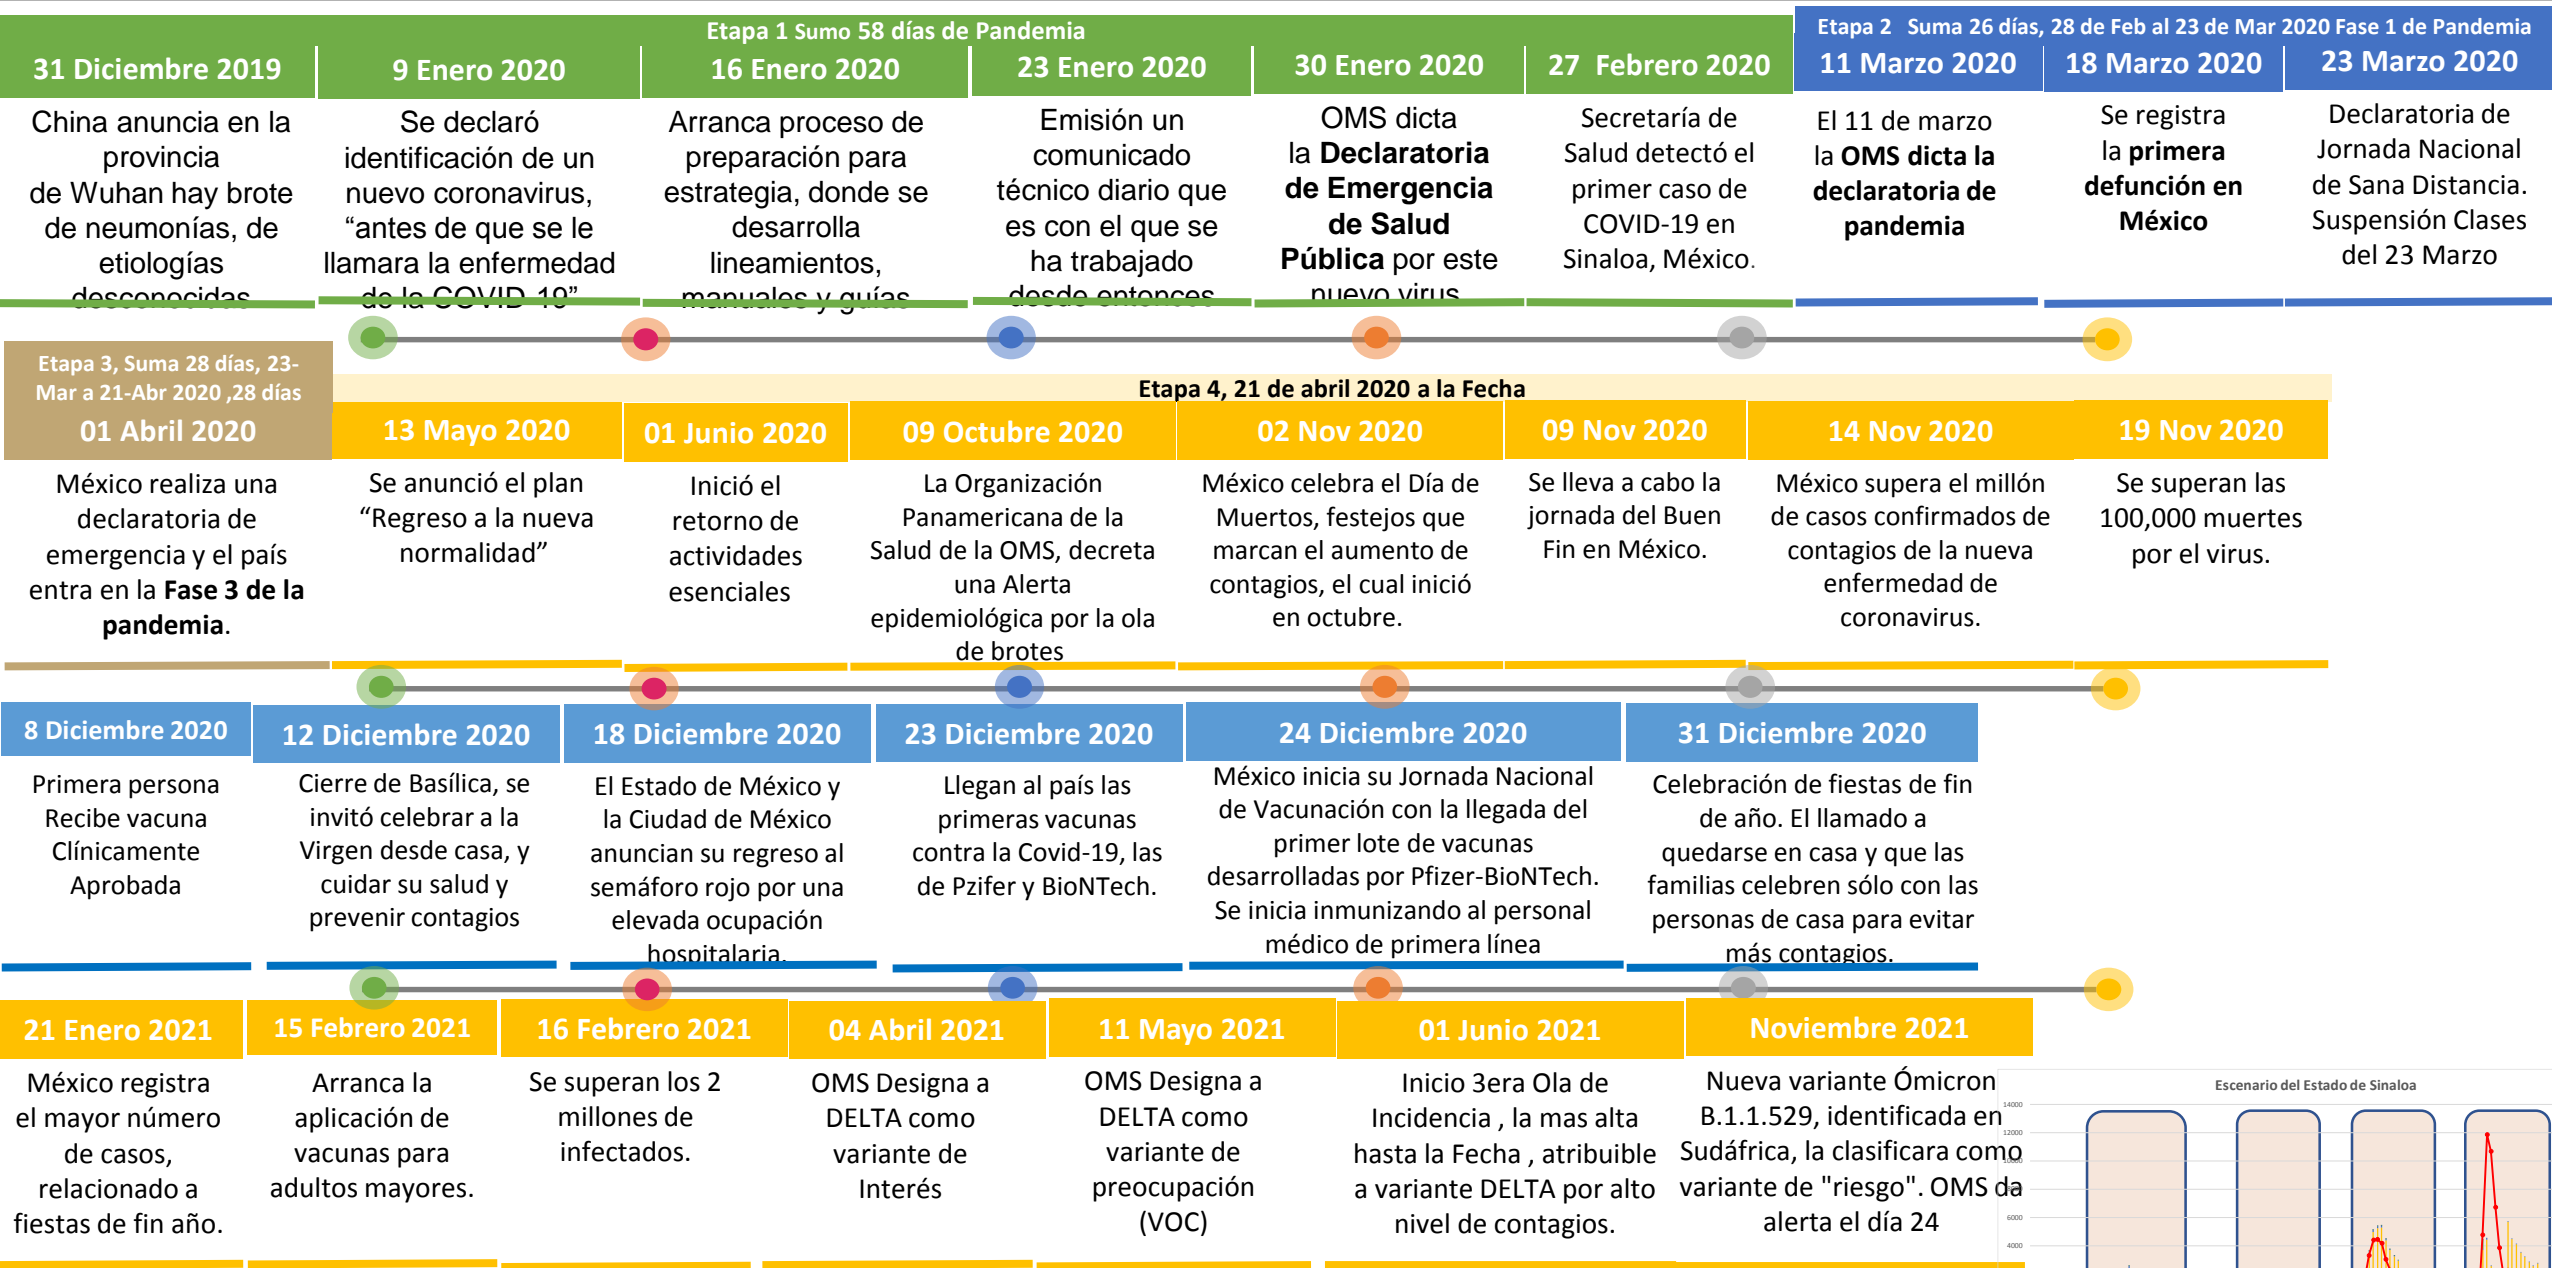 Etapa 1 Sumo 58 días de Pandemia
Etapa 2 Suma 26 días, 28 de Feb al 23 de Mar 2020 Fase 1 de Pandemia
31 Diciembre 2019
China anuncia en la
provincia
de Wuhan hay brote
de neumonías, de
etiologías
desconocidas
9 Enero 2020
Se declaró
identificación de un
nuevo coronavirus,
“antes de que se le
llamara la enfermedad
de la COVID-19”
16 Enero 2020
Arranca proceso de
preparación para
estrategia, donde se
desarrolla
lineamientos,
manuales y guías
23 Enero 2020
Emisión un
comunicado
técnico diario que
es con el que se
ha trabajado
desde entonces
30 Enero 2020
OMS dicta
la Declaratoria
de Emergencia
de Salud
Pública por este
nuevo virus
27 Febrero 2020
Secretaría de
Salud detectó el
primer caso de
COVID-19 en
Sinaloa, México.
11 Marzo 2020
El 11 de marzo
la OMS dicta la
declaratoria de
pandemia
18 Marzo 2020
Se registra
la primera
defunción en
México
23 Marzo 2020
Declaratoria de
Jornada Nacional
de Sana Distancia.
Suspensión Clases
del 23 Marzo
Etapa 3, Suma 28 días, 23-
Mar a 21-Abr 2020 ,28 días
Etapa 4, 21 de abril 2020 a la Fecha
01 Abril 2020
México realiza una
declaratoria de
emergencia y el país
entra en la Fase 3 de la
pandemia.
13 Mayo 2020
Se anunció el plan
“Regreso a la nueva
normalidad”
01 Junio 2020
Inició el
retorno de
actividades
esenciales
09 Octubre 2020
La Organización
Panamericana de la
Salud de la OMS, decreta
una Alerta
epidemiológica por la ola
de brotes
02 Nov 2020
México celebra el Día de
Muertos, festejos que
marcan el aumento de
contagios, el cual inició
en octubre.
09 Nov 2020
Se lleva a cabo la
jornada del Buen
Fin en México.
14 Nov 2020
México supera el millón
de casos confirmados de
contagios de la nueva
enfermedad de
coronavirus.
19 Nov 2020
Se superan las
100,000 muertes
por el virus.
8 Diciembre 2020
Primera persona
Recibe vacuna
Clínicamente
Aprobada
12 Diciembre 2020
Cierre de Basílica, se
invitó celebrar a la
Virgen desde casa, y
cuidar su salud y
prevenir contagios
18 Diciembre 2020
El Estado de México y
la Ciudad de México
anuncian su regreso al
semáforo rojo por una
elevada ocupación
hospitalaria.
23 Diciembre 2020
Llegan al país las
primeras vacunas
contra la Covid-19, las
de Pzifer y BioNTech.
24 Diciembre 2020
México inicia su Jornada Nacional
de Vacunación con la llegada del
primer lote de vacunas
desarrolladas por Pfizer-BioNTech.
Se inicia inmunizando al personal
médico de primera línea
31 Diciembre 2020
Celebración de fiestas de fin
de año. El llamado a
quedarse en casa y que las
familias celebren sólo con las
personas de casa para evitar
más contagios.
21 Enero 2021
México registra
el mayor número
de casos,
relacionado a
fiestas de fin año.
15 Febrero 2021
Arranca la
aplicación de
vacunas para
adultos mayores.
16 Febrero 2021
Se superan los 2
millones de
infectados.
04 Abril 2021
OMS Designa a
DELTA como
variante de
Interés
11 Mayo 2021
OMS Designa a
DELTA como
variante de
preocupación
(VOC)
01 Junio 2021
Inicio 3era Ola de
Incidencia , la mas alta
hasta la Fecha , atribuible
a variante DELTA por alto
nivel de contagios.
Noviembre 2021
Nueva variante Ómicron
B.1.1.529, identificada en
Sudáfrica, la clasificara como
variante de "riesgo". OMS da
alerta el día 24
Escenario del Estado de Sinaloa
14000
12000
10000
6000
4000